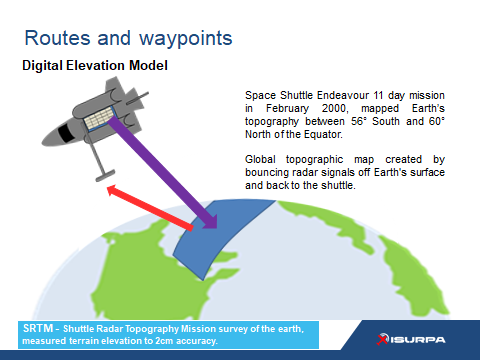 Routes and waypoints
Digital Elevation Model
Space Shuttle Endeavour 11 day mission
in February 2000, mapped Earth's
topography between 56° South and 60°
North of the Equator.
Global topographic map created by
bouncing radar signals off Earth's surface
and back to the shuttle.
SRTM – Shuttle Radar Topography Mission survey of the earth,
measured terrain elevation to 2cm accuracy.
ISURPA